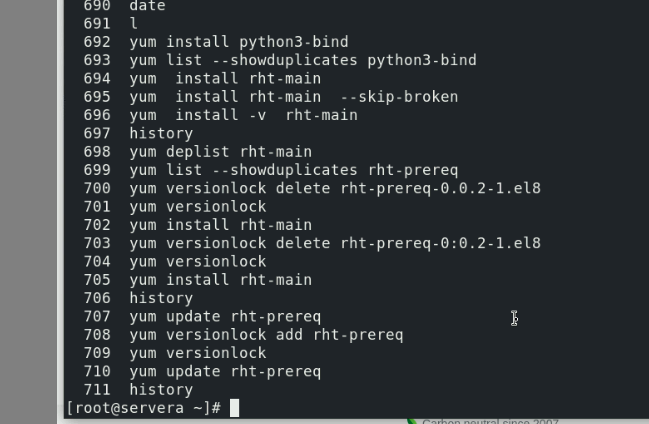 690 date
691 l
692 yum install python3-bind
693 yum list --showduplicates python3-bind
694 yum  install rht-main
695 yum  install rht-main  --skip-broken
696 yum  install -v  rht-main
697 history
698 yum deplist rht-main
699 yum list --showduplicates rht-prereq
700 yum versionlock delete rht-prereq-0.0.2-1.el8
701 yum versionlock
702 yum install rht-main
703 yum versionlock delete rht-prereq-0:0.2-1.el8
704 yum versionlock
705 yum install rht-main
706 history
707 yum update rht-prereq
708 yum versionlock add rht-prereq
709 yum versionlock
710 yum update rht-prereq
711 history
[root@servera ~]#
Carbon neutral since 2007